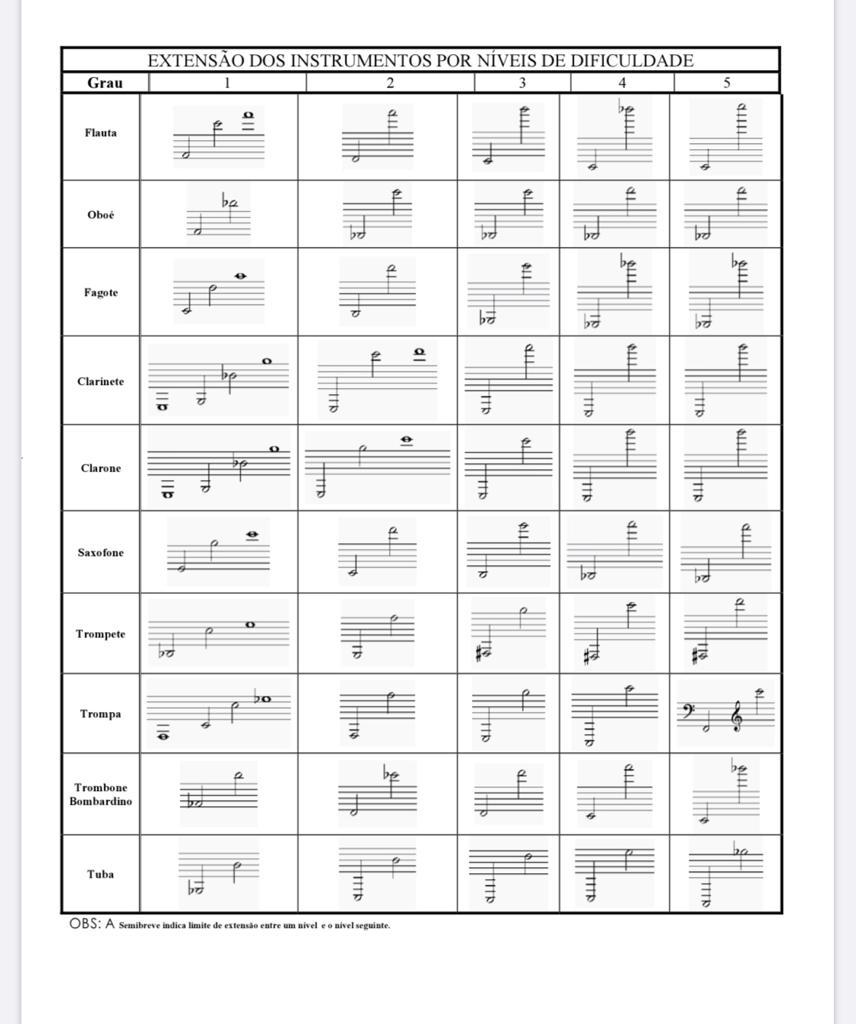 EXTENSÃO DOS INSTRUMENTOS POR NÍVEIS DE DIFICULDADE
Grau 1 2 3 4 5
Flauta
Oboé
Fagote
Clarinete
Clarone
Saxofone
Trompete
Trompa
Trombone
Bombardino
Tuba
OBS: A Semibreve indica limite de extensão entre um nível e o nível seguinte.